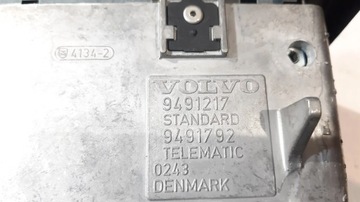 4134-2
VOLVO
9491217
STANDARD
9491792
TELEMATIC
0243
DENMARK